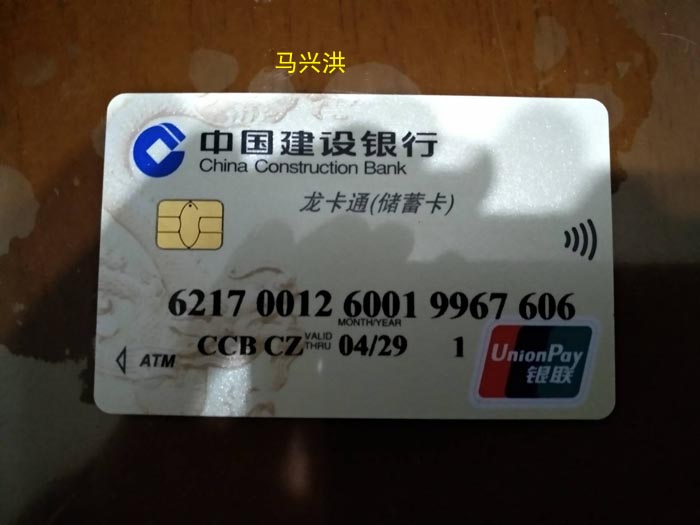 马兴洪
中国建设银行
China Construction Bank
龙卡通(储蓄卡)
6217 0012 6001 9967 606
MONTH/YEAR
CCB CZ VALID THRU 04/29 1
ATM
UnionPay
银联